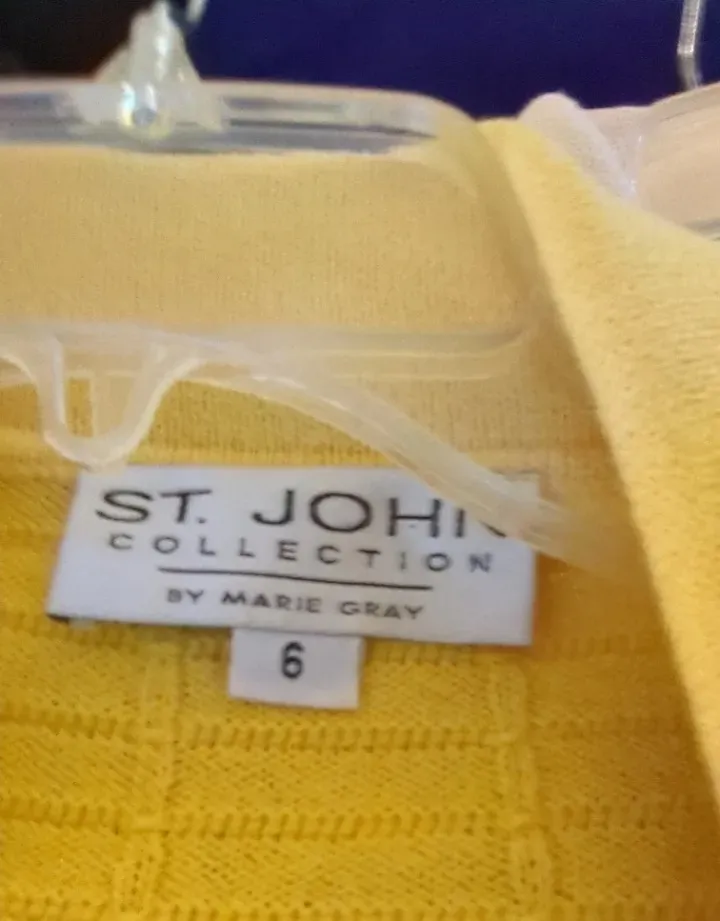 ST. JOHN
COLLECTION
BY MARIE GRAY
6